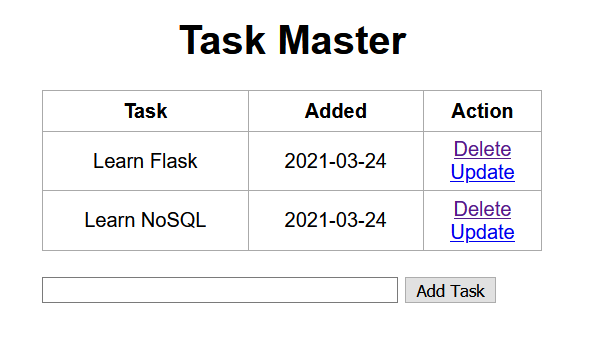 Task Master
Task Added Action
Learn Flask 2021-03-24 Delete
Update
Learn NoSQL 2021-03-24 Delete
Update
Add Task